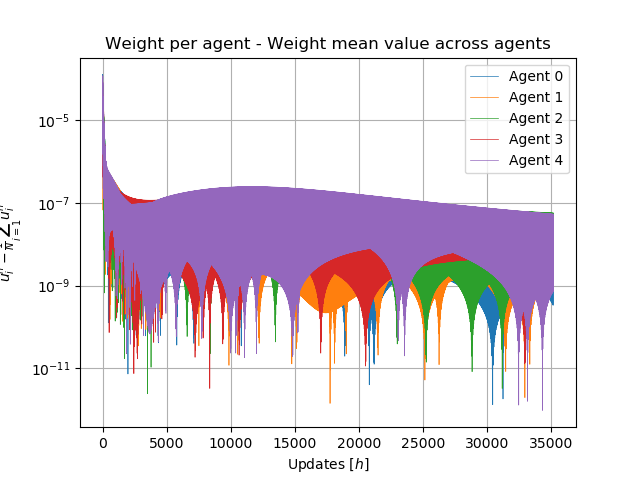 Weight per agent - Weight mean value across agents
Agent 0
Agent 1
Agent 2
Agent 3
Agent 4
10⁻⁵
10⁻⁷
10⁻⁹
10⁻¹¹
0 5000 10000 15000 20000 25000 30000 35000
Updates [h]